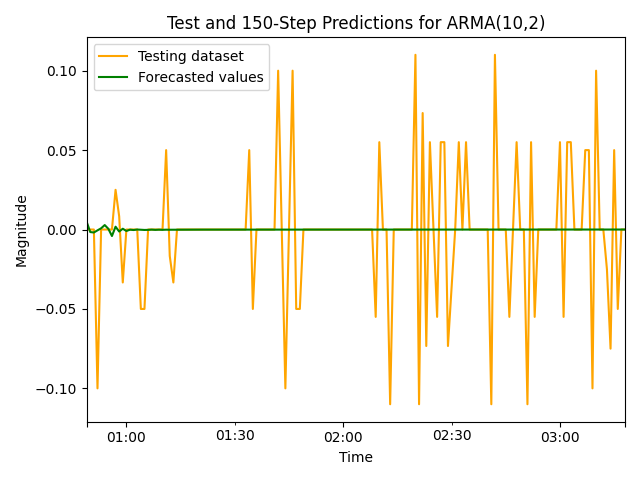 Test and 150-Step Predictions for ARMA(10,2)
Testing dataset
Forecasted values
0.10
0.05
0.00
−0.05
−0.10
Magnitude
01:00
01:30
02:00
02:30
03:00
Time